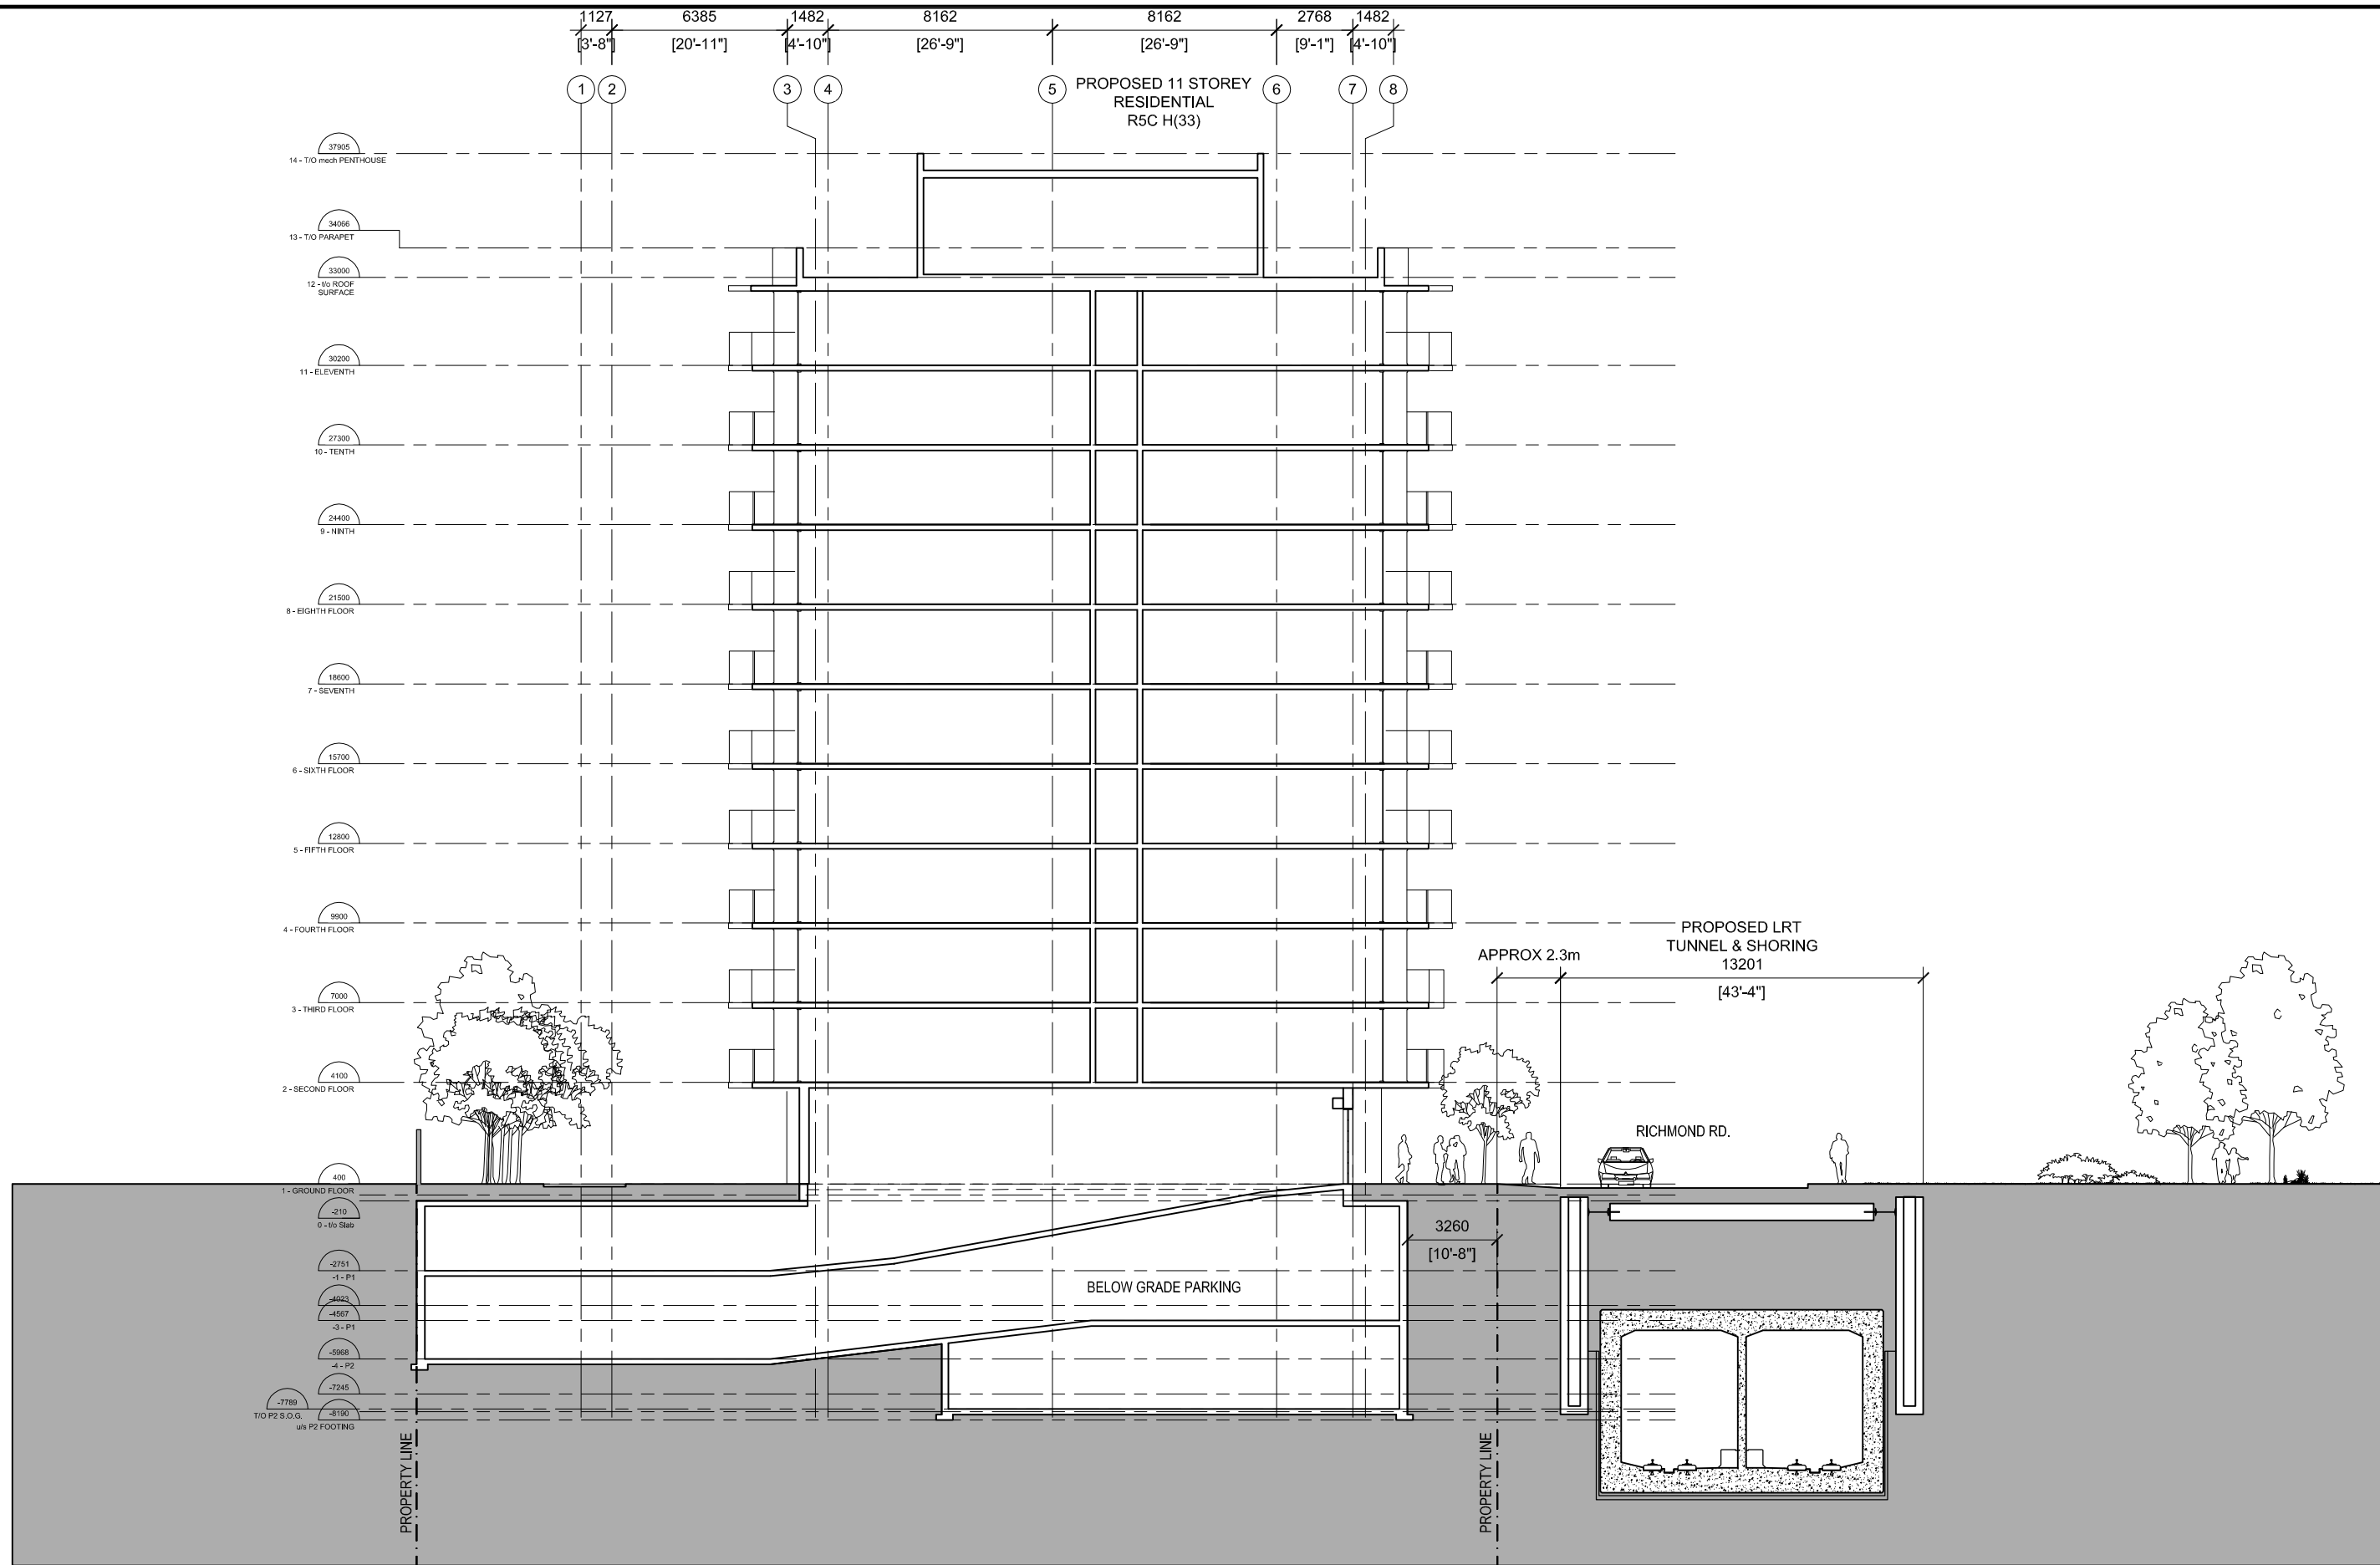 1127 6385 1482 8162 8162 2768 1482
[3'-8"] [20'-11"] [4'-10"] [26'-9"] [26'-9"] [9'-1"] [4'-10"]
1 2 3 4 5 6 7 8
PROPOSED 11 STOREY
RESIDENTIAL
R5C H(33)
37905
14 - T/O mech PENTHOUSE
34066
13 - T/O PARAPET
33000
12 - t/o ROOF
SURFACE
30200
11 - ELEVENTH
27300
10 - TENTH
24400
9 - NINTH
21500
8 - EIGHTH FLOOR
18600
7 - SEVENTH
15700
6 - SIXTH FLOOR
12800
5 - FIFTH FLOOR
9900
4 - FOURTH FLOOR
PROPOSED LRT
TUNNEL & SHORING
13201
[43'-4"]
APPROX 2.3m
7000
3 - THIRD FLOOR
4100
2 - SECOND FLOOR
RICHMOND RD.
400
1 - GROUND FLOOR
-210
0 - t/o Slab
3260
[10'-8"]
-2751
-1 - P1
BELOW GRADE PARKING
-4023
-4567
-3 - P1
-5968
-4 - P2
-7245
-7789
T/O P2 S.O.G.
-8190
u/s P2 FOOTING
PROPERTY LINE
PROPERTY LINE